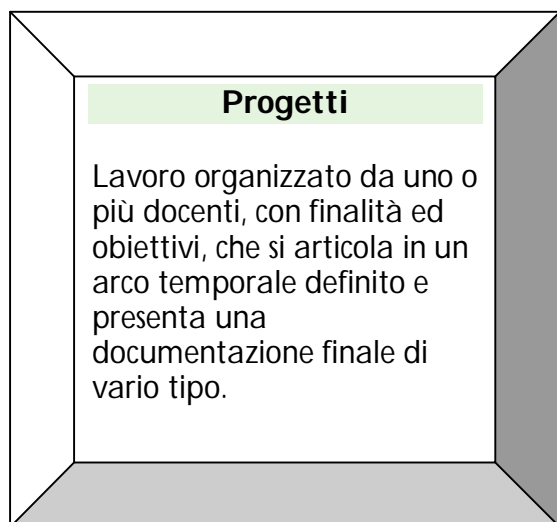 Progetti
Lavoro organizzato da uno o
più docenti, con finalità ed
obiettivi, che si articola in un
arco temporale definito e
presenta una
documentazione finale di
vario tipo.